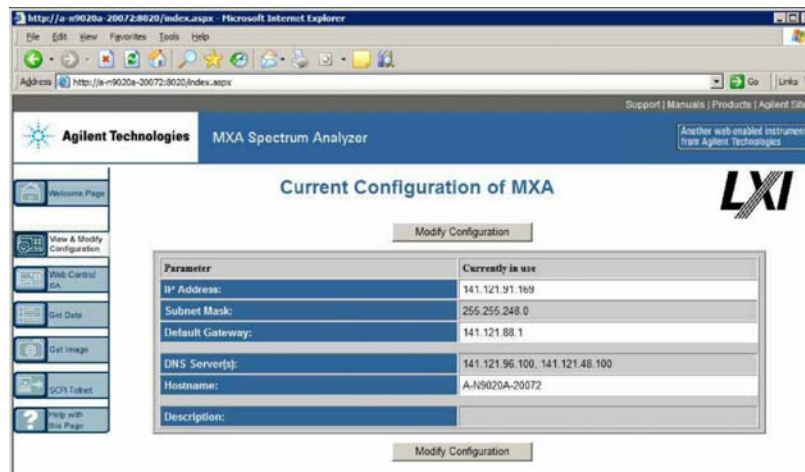 http://a-n9020a-20072:8020/index.aspx - Microsoft Internet Explorer
File Edit View Favorites Tools Help
Address http://a-n9020a-20072:8020/index.aspx Go Links
Support | Manuals | Products | Agilent Site
Agilent Technologies MXA Spectrum Analyzer
Another web-enabled instrument
from Agilent Technologies
Welcome Page
Current Configuration of MXA
LXI
Modify Configuration
View & Modify
Configuration
Parameter Currently in use
Web Control
IP Address: 141.121.91.169
Subnet Mask: 255.255.248.0
Get Data
Default Gateway: 141.121.88.1
Get Image
DNS Server(s): 141.121.96.100, 141.121.48.100
Hostname: A-N9020A-20072
SCPI Telnet
Help with
this Page
Description:
Modify Configuration